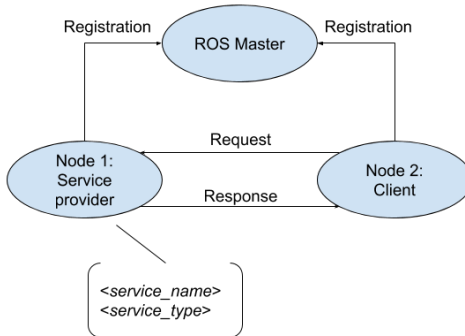 Registration
Registration
ROS Master
Request
Node 1:
Service
provider
Node 2:
Client
Response
<service_name>
<service_type>